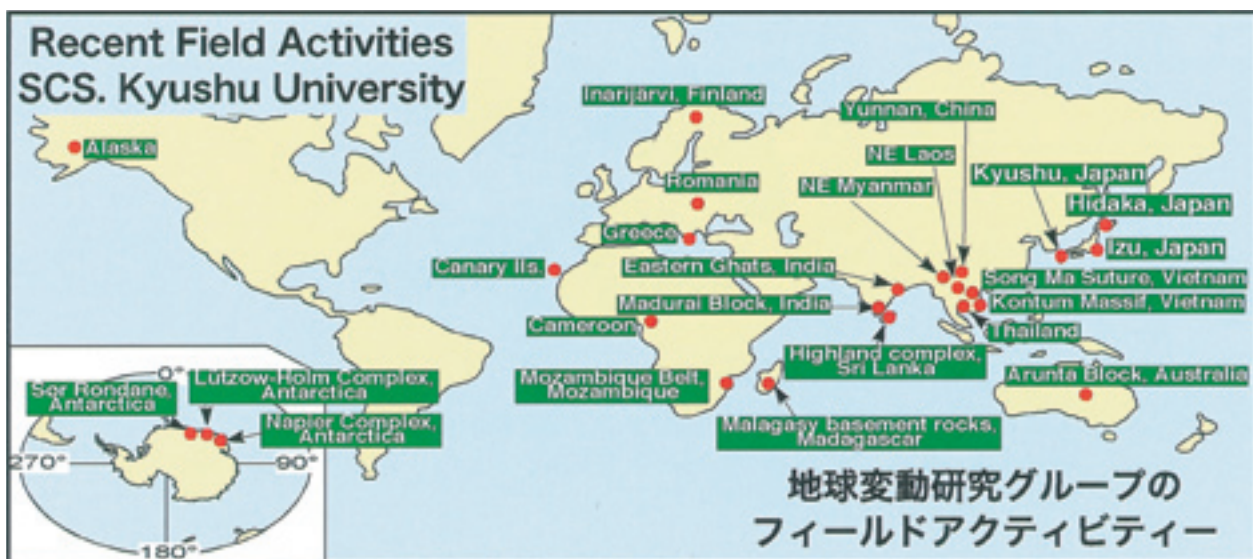 Recent Field Activities
SCS. Kyushu University
Inarijärvi, Finland
Yunnan, China
Alaska
NE Laos
Kyushu, Japan
Romania
NE Myanmar
Hidaka, Japan
Greece
Izu, Japan
Canary Ils.
Eastern Ghats, India
Song Ma Suture, Vietnam
Madurai Block, India
Kontum Massif, Vietnam
Cameroon
Thailand
Highland complex,
Sri Lanka
Mozambique Belt,
Mozambique
Arunta Block, Australia
Malagasy basement rocks,
Madagascar
0°
Lützow-Holm Complex,
Antarctica
Sør Rondane,
Antarctica
Napier Complex,
Antarctica
270°
90°
180°
地球変動研究グループの
フィールドアクティビティー